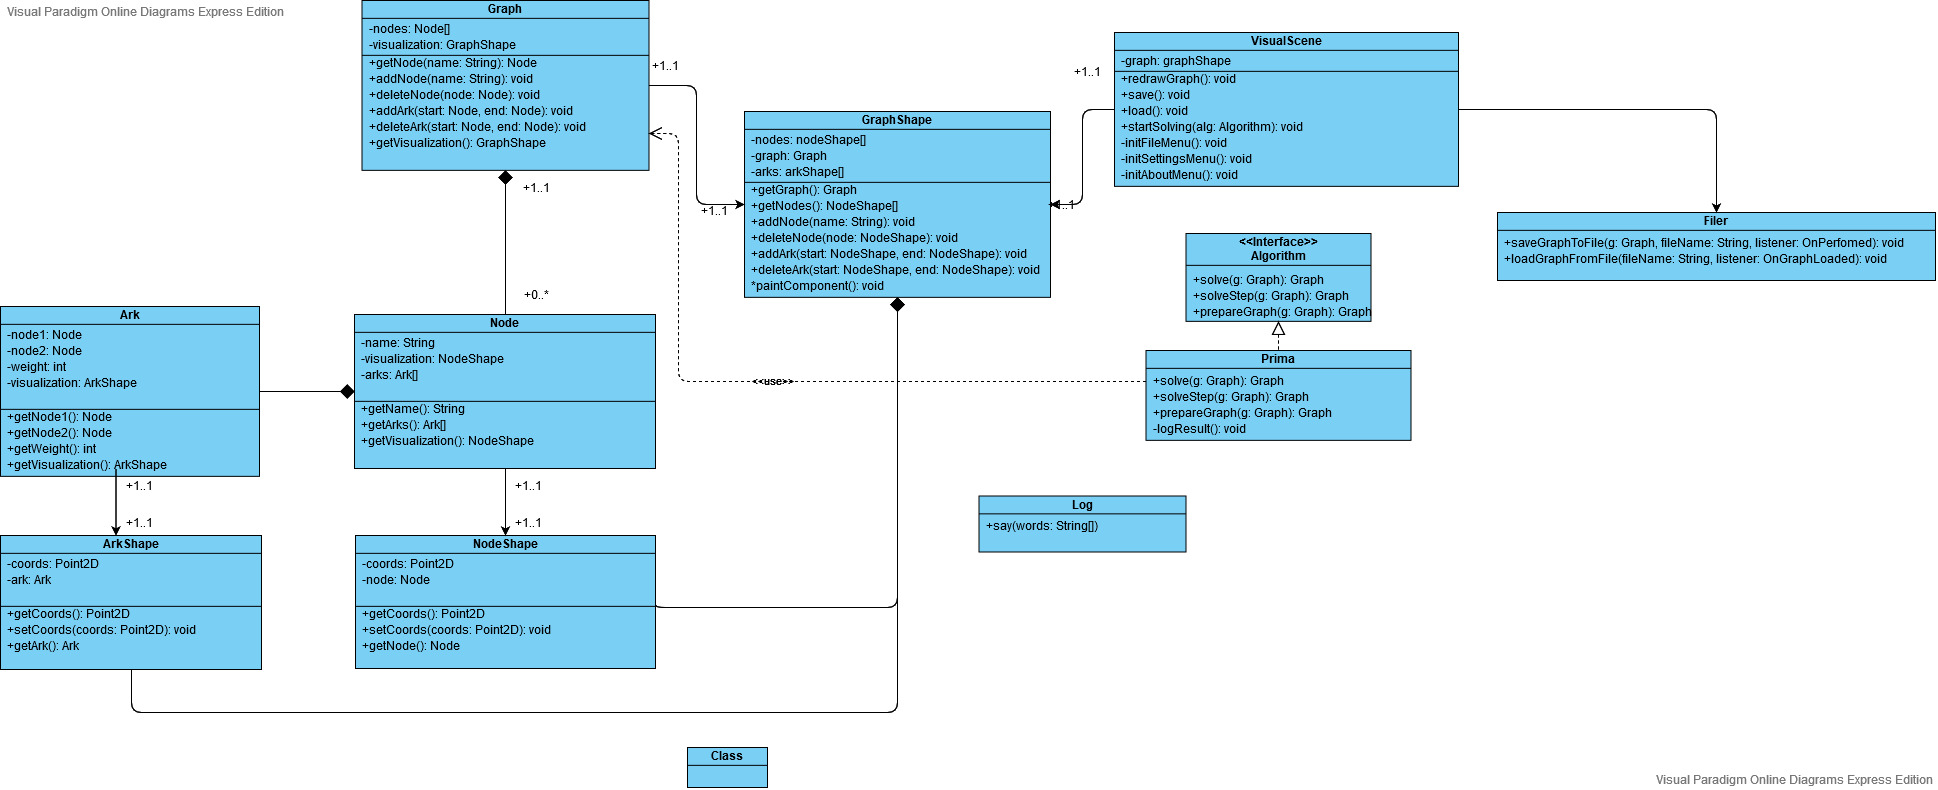 Visual Paradigm Online Diagrams Express Edition
Graph
-nodes: Node[]
-visualization: GraphShape
+getNode(name: String): Node
+addNode(name: String): void
+deleteNode(node: Node): void
+addArk(start: Node, end: Node): void
+deleteArk(start: Node, end: Node): void
+getVisualization(): GraphShape
+1..1
+1..1
+1..1
+0..*
GraphShape
-nodes: nodeShape[]
-graph: Graph
-arks: arkShape[]
+getGraph(): Graph
+getNodes(): NodeShape[]
+addNode(name: String): void
+deleteNode(node: NodeShape): void
+addArk(start: NodeShape, end: NodeShape): void
+deleteArk(start: NodeShape, end: NodeShape): void
*paintComponent(): void
+1..1
VisualScene
-graph: graphShape
+redrawGraph(): void
+save(): void
+load(): void
+startSolving(alg: Algorithm): void
-initFileMenu(): void
-initSettingsMenu(): void
-initAboutMenu(): void
Filer
+saveGraphToFile(g: Graph, fileName: String, listener: OnPerfomed): void
+loadGraphFromFile(fileName: String, listener: OnGraphLoaded): void
<<Interface>>
Algorithm
+solve(g: Graph): Graph
+solveStep(g: Graph): Graph
+prepareGraph(g: Graph): Graph
Prima
+solve(g: Graph): Graph
+solveStep(g: Graph): Graph
+prepareGraph(g: Graph): Graph
-logResult(): void
<<use>>
Ark
-node1: Node
-node2: Node
-weight: int
-visualization: ArkShape
+getNode1(): Node
+getNode2(): Node
+getWeight(): int
+getVisualization(): ArkShape
+1..1
+1..1
Node
-name: String
-visualization: NodeShape
-arks: Ark[]
+getName(): String
+getArks(): Ark[]
+getVisualization(): NodeShape
+1..1
+1..1
ArkShape
-coords: Point2D
-ark: Ark
+getCoords(): Point2D
+setCoords(coords: Point2D): void
+getArk(): Ark
NodeShape
-coords: Point2D
-node: Node
+getCoords(): Point2D
+setCoords(coords: Point2D): void
+getNode(): Node
Log
+say(words: String[])
Class
Visual Paradigm Online Diagrams Express Edition